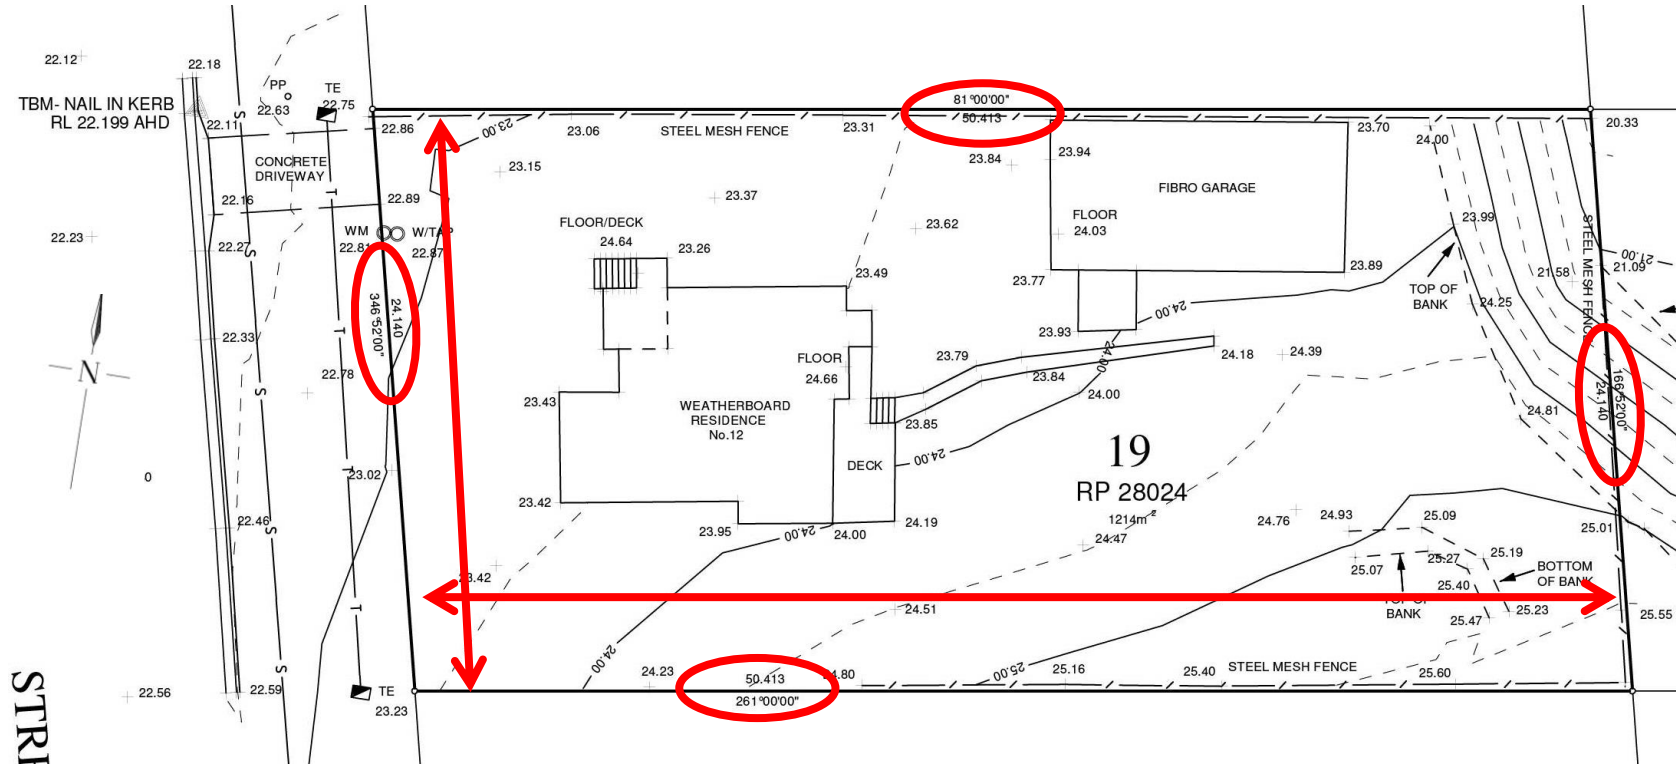 22.12
22.18
TBM- NAIL IN KERB
RL 22.199 AHD
PP
22.63
TE
22.75
22.11
S
22.86
23.00
23.06
STEEL MESH FENCE
23.31
81°00'00"
50.413
23.84
23.94
23.70
24.00
20.33
CONCRETE
DRIVEWAY
T
23.15
22.16
22.89
23.37
FIBRO GARAGE
22.23
22.27
S
WM
22.81
W/TAP
22.87
FLOOR/DECK
24.64
23.26
23.62
FLOOR
24.03
23.99
STEEL MESH FENCE
21.00
21.09
21.58
23.49
23.77
23.89
TOP OF
BANK
24.25
24.140
346°52'00"
N
22.33
T
S
22.78
24.00
23.93
24.00
23.79
24.18
24.39
FLOOR
24.66
23.84
24.00
23.43
WEATHERBOARD
RESIDENCE
No.12
23.85
24.81
166°52'00"
24.140
DECK
24.00
19
RP 28024
1214m²
0
T
23.02
23.42
22.46
S
23.95
24.00
24.00
24.19
24.47
24.76
24.93
25.09
25.01
25.07
25.27
25.19
25.40
BOTTOM
OF BANK
TOP OF
BANK
25.47
25.23
25.55
23.42
24.51
T
S
24.00
24.23
50.413
261°00'00"
24.80
25.00
25.16
25.40
STEEL MESH FENCE
25.60
22.56
22.59
TE
23.23
STRE